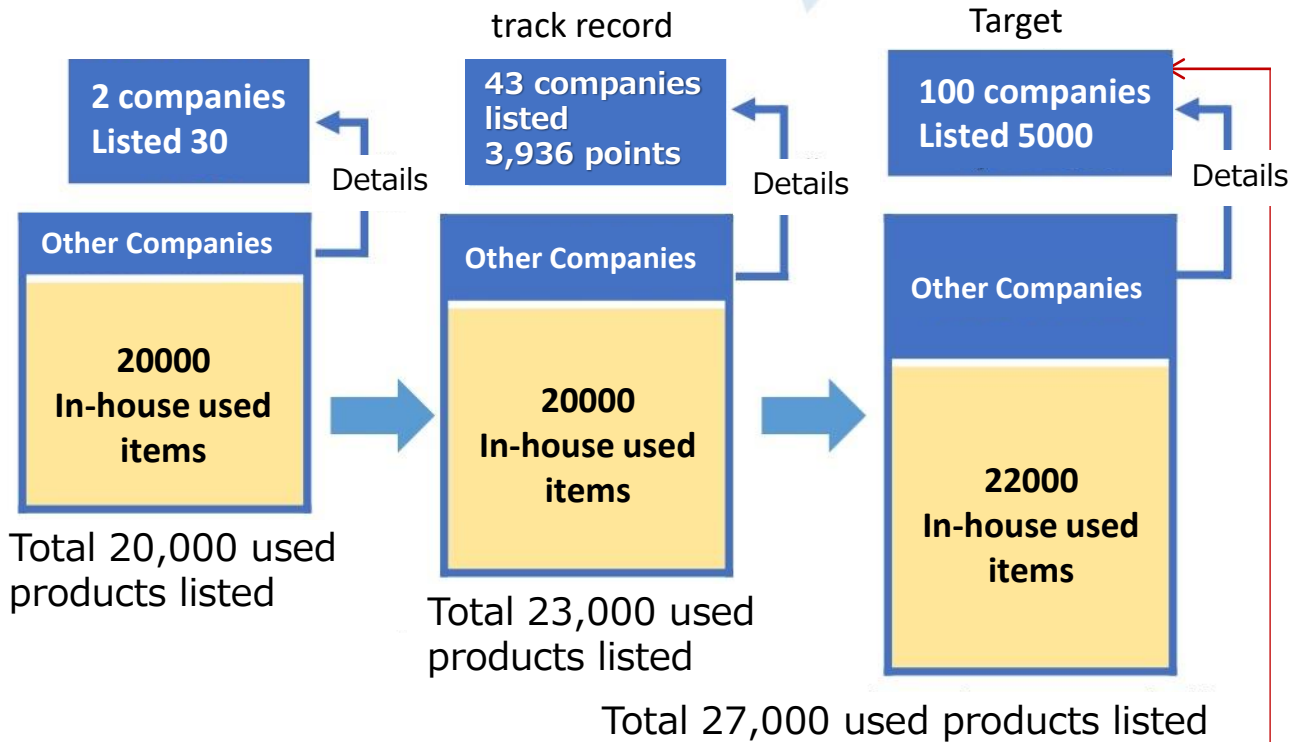 track record
Target
2 companies
Listed 30
Details
43 companies
listed
3,936 points
Details
100 companies
Listed 5000
Details
Other Companies
20000
In-house used
items
Total 20,000 used
products listed
Other Companies
20000
In-house used
items
Total 23,000 used
products listed
Other Companies
22000
In-house used
items
Total 27,000 used products listed